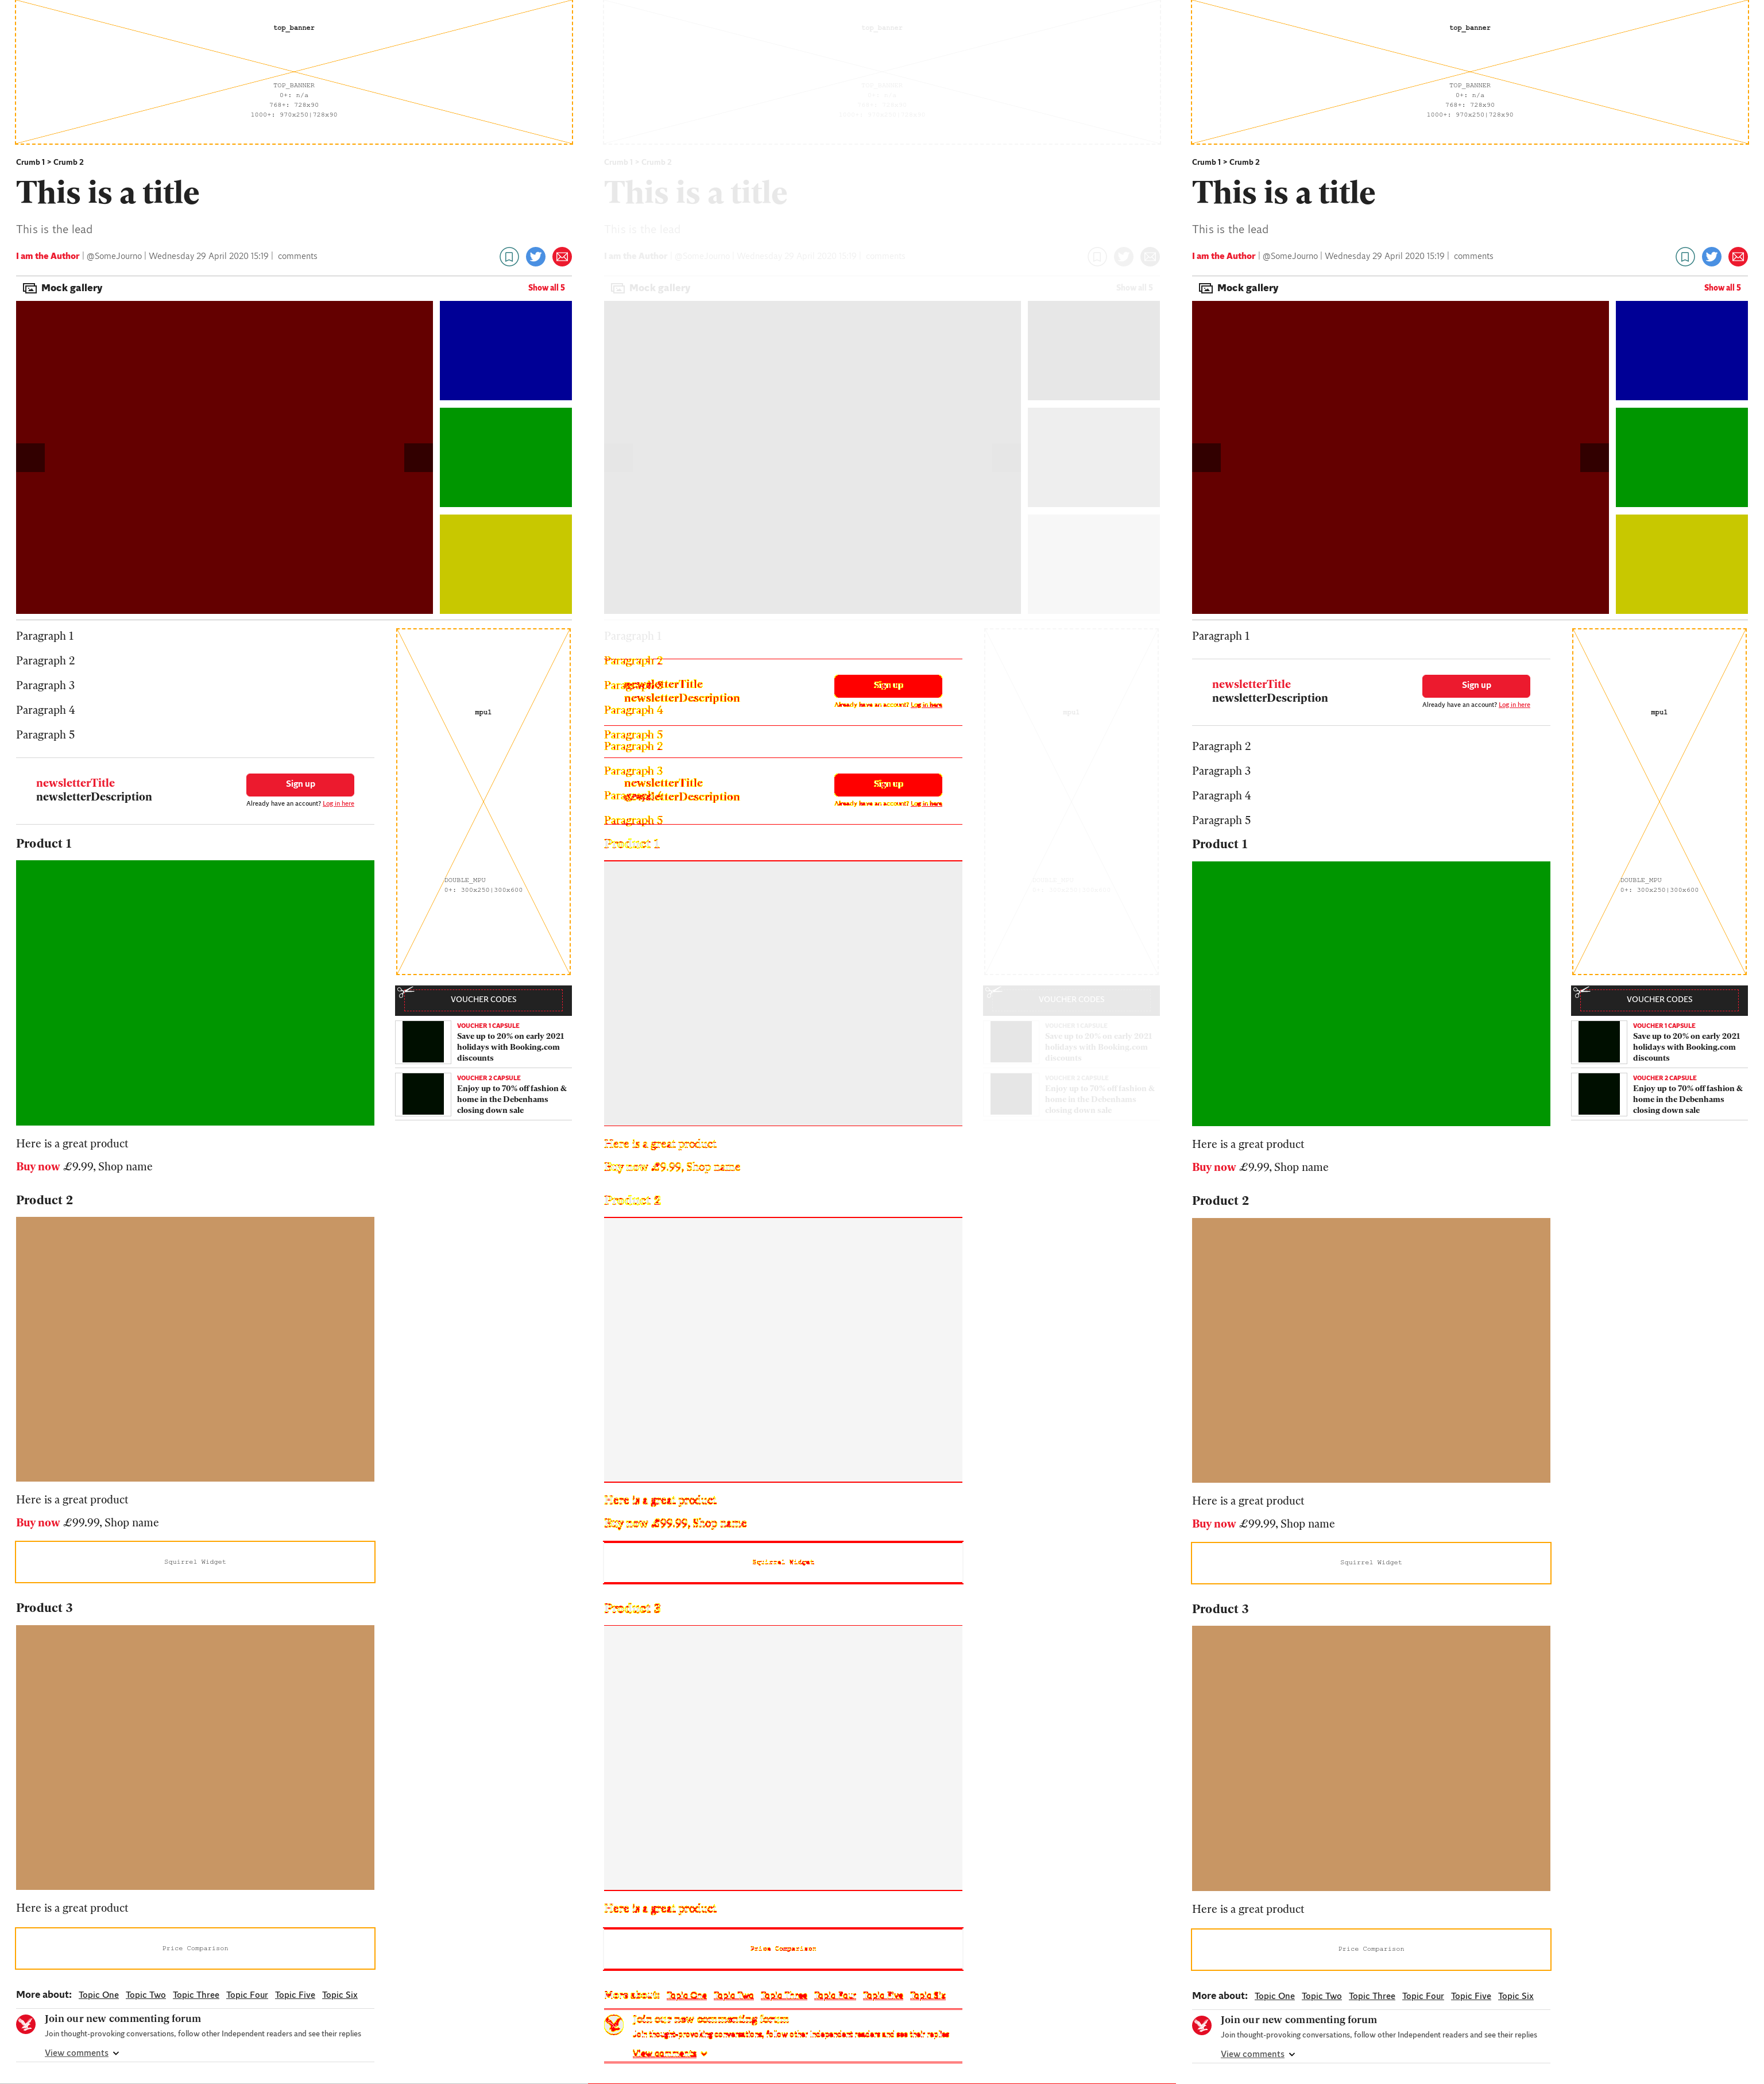 top_banner
TOP_BANNER
0+: n/a
768+: 728x90
1000+: 970x250|728x90
Crumb 1 > Crumb 2
This is a title
This is the lead
I am the Author | @SomeJourno | Wednesday 29 April 2020 15:19 | comments
Mock gallery
Show all 5
Paragraph 1
Paragraph 2
Paragraph 3
Paragraph 4
Paragraph 5
mpu1
DOUBLE_MPU
0+: 300x250|300x600
newsletterTitle
newsletterDescription
Sign up
Already have an account? Log in here
Product 1
VOUCHER CODES
VOUCHER 1 CAPSULE
Save up to 20% on early 2021
holidays with Booking.com
discounts
VOUCHER 2 CAPSULE
Enjoy up to 70% off fashion &
home in the Debenhams
closing down sale
Here is a great product
Buy now £9.99, Shop name
Product 2
Here is a great product
Buy now £99.99, Shop name
Squirrel Widget
Product 3
Here is a great product
Price Comparison
More about: Topic One Topic Two Topic Three Topic Four Topic Five Topic Six
Join our new commenting forum
Join thought-provoking conversations, follow other Independent readers and see their replies
View comments
top_banner
TOP_BANNER
Crumb 1 > Crumb 2
This is a title
This is the lead
I am the Author | @SomeJourno | Wednesday 29 April 2020 15:19 | comments
Mock gallery
Show all 5
Paragraph 1
Paragraph 2
newsletterTitle
newsletterDescription
Sign up
Already have an account? Log in here
Paragraph 4
Paragraph 5
Paragraph 2
Paragraph 3
newsletterTitle
newsletterDescription
Sign up
Already have an account? Log in here
Paragraph 5
mpu1
Product 1
VOUCHER CODES
VOUCHER 1 CAPSULE
Save up to 20% on early 2021
holidays with Booking.com
discounts
VOUCHER 2 CAPSULE
Enjoy up to 70% off fashion &
home in the Debenhams
closing down sale
Here is a great product
Buy now £9.99, Shop name
Product 2
Here is a great product
Buy now £99.99, Shop name
Squirrel Widget
Product 3
Here is a great product
Price Comparison
More about: Topic One Topic Two Topic Three Topic Four Topic Five Topic Six
Join our new commenting forum
Join thought-provoking conversations, follow other Independent readers and see their replies
View comments
top_banner
TOP_BANNER
0+: n/a
768+: 728x90
1000+: 970x250|728x90
Crumb 1 > Crumb 2
This is a title
This is the lead
I am the Author | @SomeJourno | Wednesday 29 April 2020 15:19 | comments
Mock gallery
Show all 5
Paragraph 1
newsletterTitle
newsletterDescription
Sign up
Already have an account? Log in here
Paragraph 2
Paragraph 3
Paragraph 4
Paragraph 5
mpu1
DOUBLE_MPU
0+: 300x250|300x600
Product 1
VOUCHER CODES
VOUCHER 1 CAPSULE
Save up to 20% on early 2021
holidays with Booking.com
discounts
VOUCHER 2 CAPSULE
Enjoy up to 70% off fashion &
home in the Debenhams
closing down sale
Here is a great product
Buy now £9.99, Shop name
Product 2
Here is a great product
Buy now £99.99, Shop name
Squirrel Widget
Product 3
Here is a great product
Price Comparison
More about: Topic One Topic Two Topic Three Topic Four Topic Five Topic Six
Join our new commenting forum
Join thought-provoking conversations, follow other Independent readers and see their replies
View comments